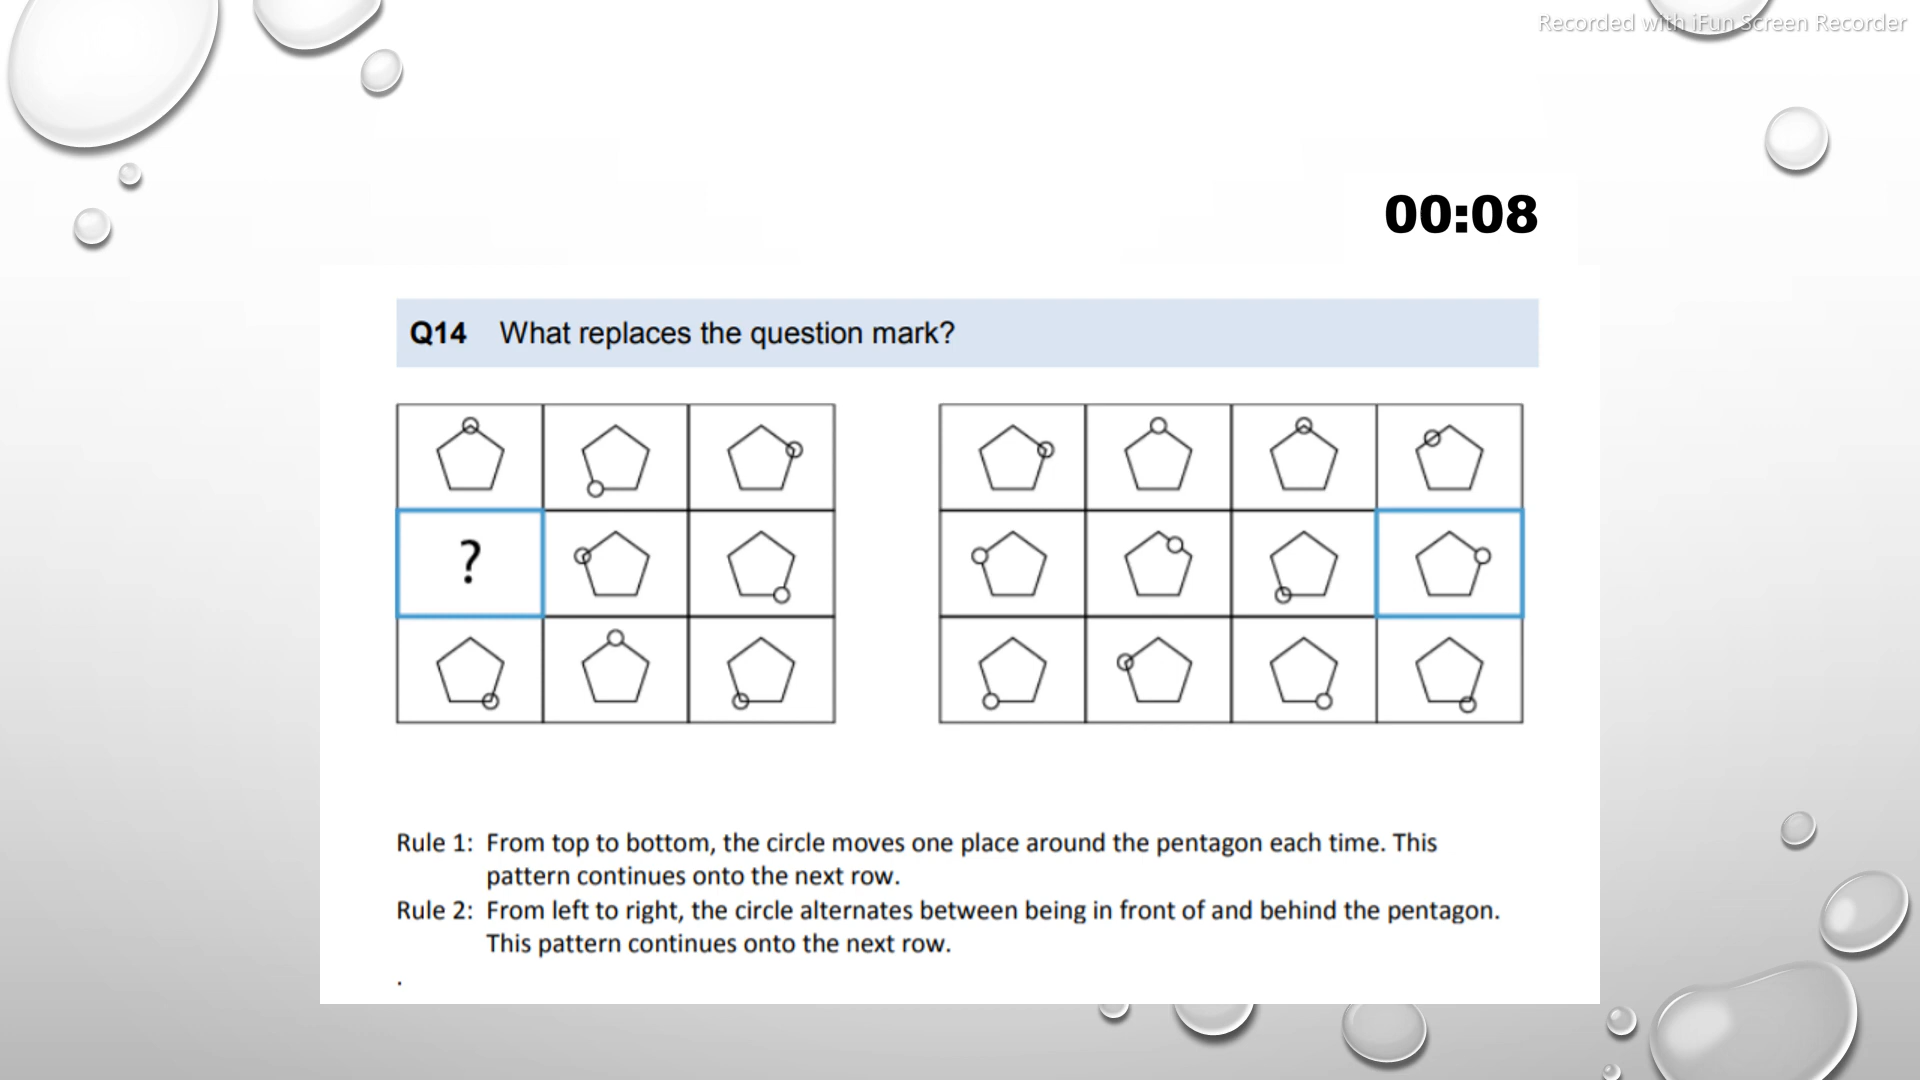 Recorded with iFun Screen Recorder
00:08
Q14 What replaces the question mark?
?
Rule 1: From top to bottom, the circle moves one place around the pentagon each time. This
pattern continues onto the next row.
Rule 2: From left to right, the circle alternates between being in front of and behind the pentagon.
This pattern continues onto the next row.
.